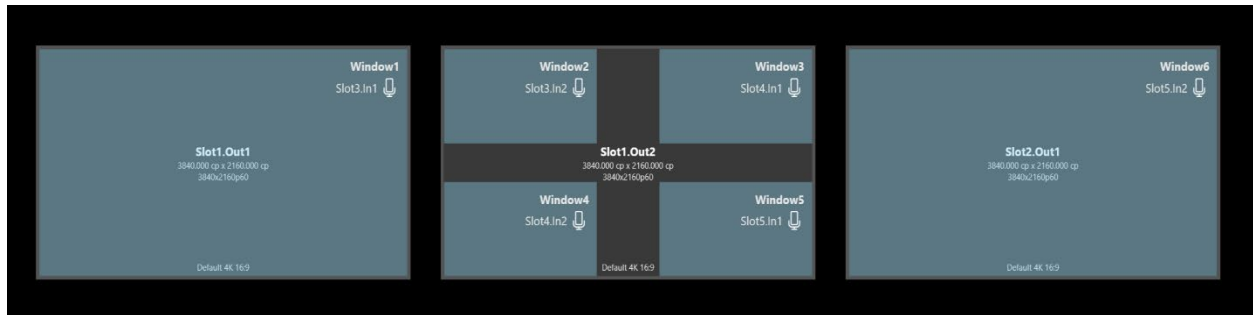 Window1
Slot3.In1
Slot1.Out1
3840.000 cp x 2160.000 cp
3840x2160p60
Default 4K 16:9
Window2
Slot3.In2
Window3
Slot4.In1
Slot1.Out2
3840.000 cp x 2160.000 cp
3840x2160p60
Window4
Slot4.In2
Window5
Slot5.In1
Default 4K 16:9
Window6
Slot5.In2
Slot2.Out1
3840.000 cp x 2160.000 cp
3840x2160p60
Default 4K 16:9